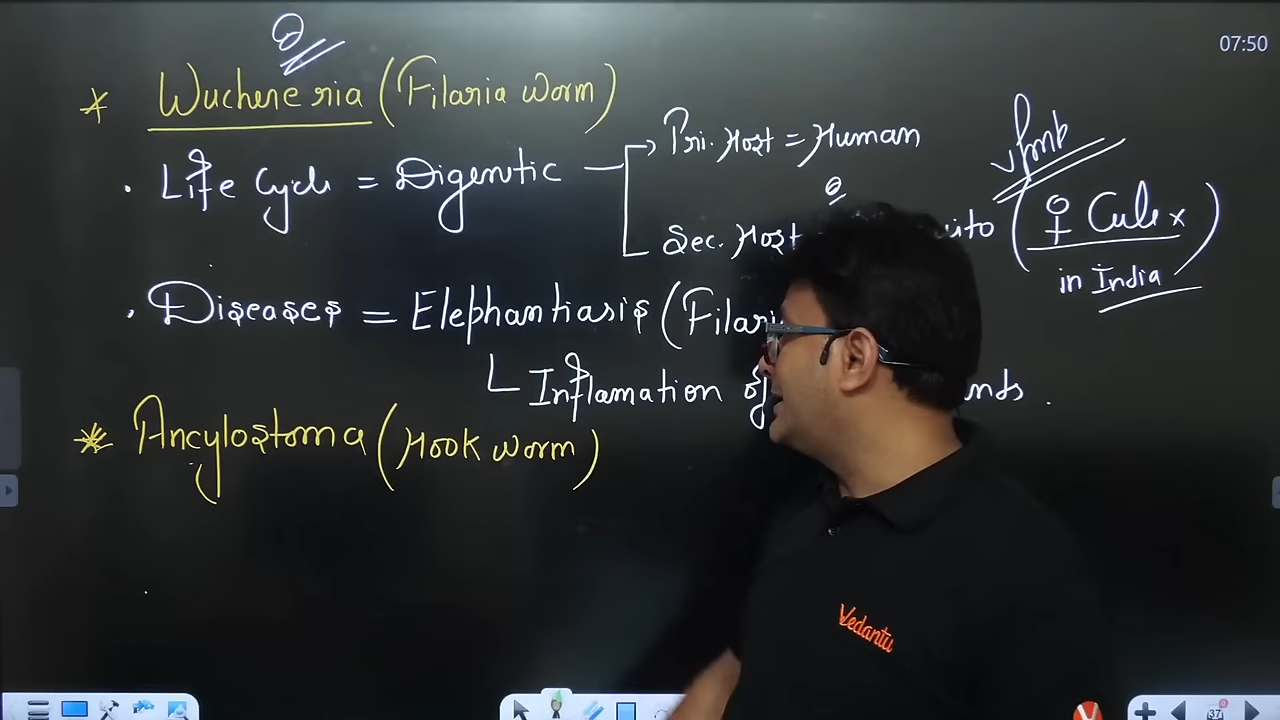 07:50
* Wuchereria (Filaria worm)
. Life Cycle = Digenetic
Pri. Host = Human
Sec. Host
(♀ Culex)
in India
. Diseases = Elephantiasis (Filari
Inflamation of
* Ancylostoma (Hook worm)
Vedantu
37